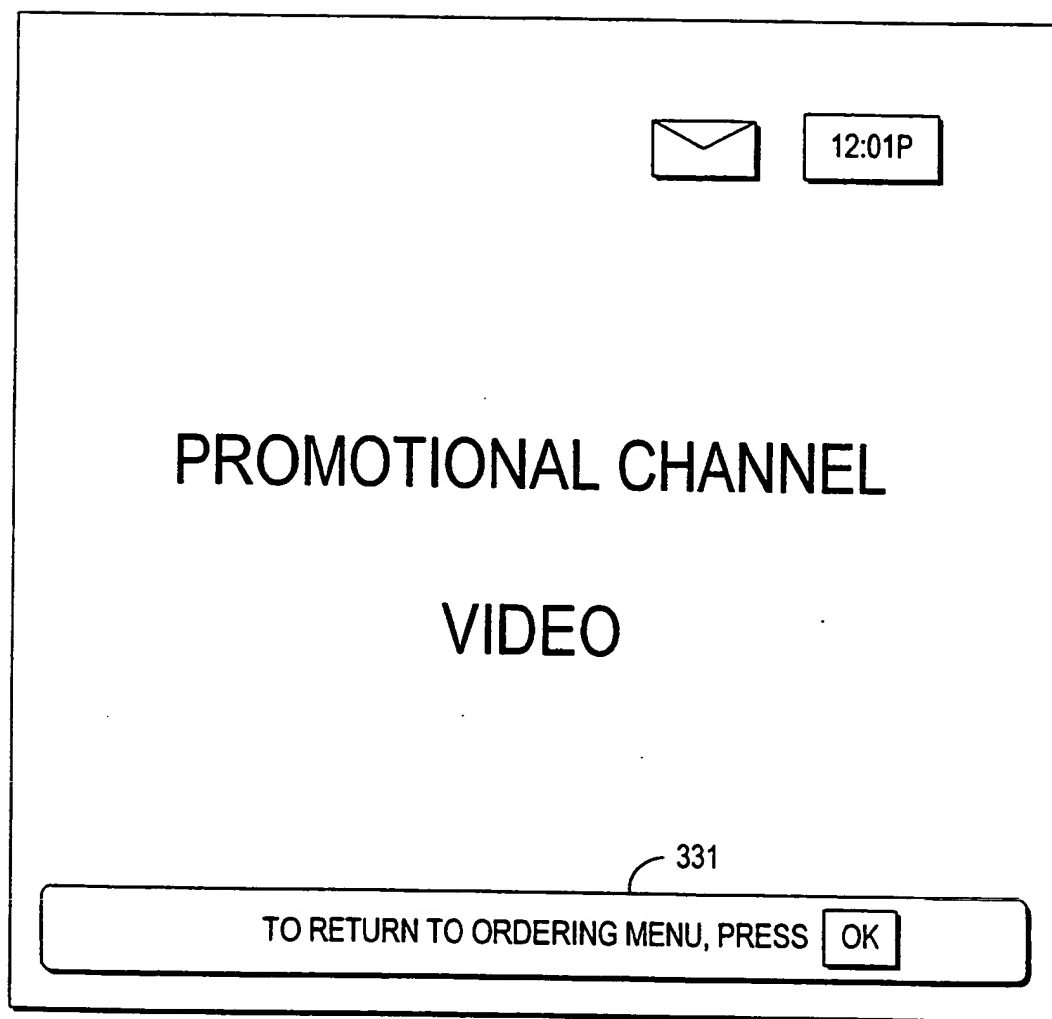 12:01P
PROMOTIONAL CHANNEL
VIDEO
331
TO RETURN TO ORDERING MENU, PRESS OK